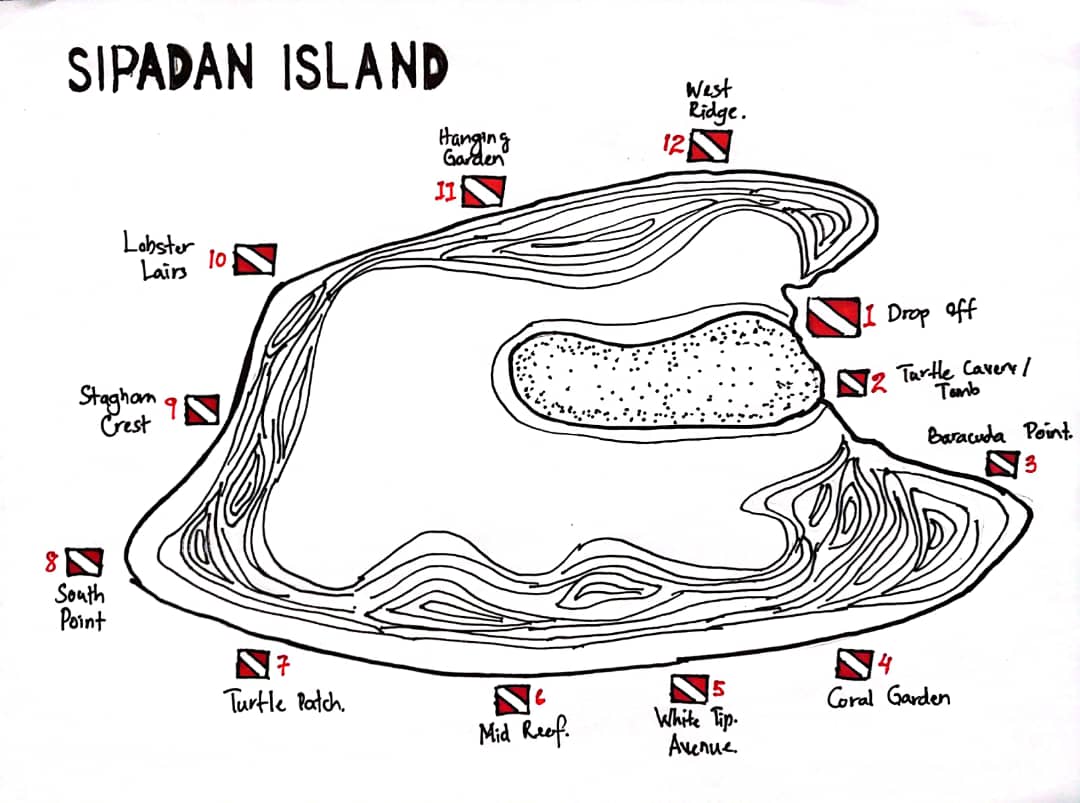 SIPADAN ISLAND
West
Ridge.
12
Hanging
Garden
11
Lobster
Lairs
10
1 Drop off
2 Turtle Cavern/
Tomb
Staghorn
Crest
9
Baracuda Point.
3
8
South
Point
7
Turtle Patch.
6
Mid Reef.
5
White Tip.
Avenue.
4
Coral Garden